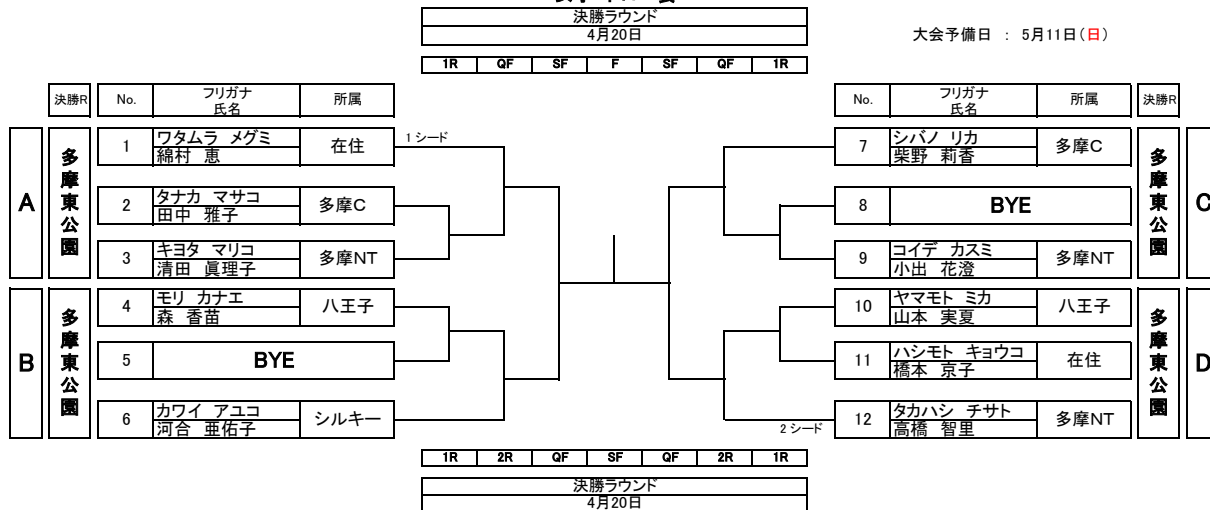 決勝ラウンド
4月20日
大会予備日 : 5月11日(日)
1R QF SF F SF QF 1R
決勝R No. フリガナ 氏名 所属
No. フリガナ 氏名 所属 決勝R
A 多摩東公園
1 ワタムラ メグミ 綿村 恵 在住 1シード
2 タナカ マサコ 田中 雅子 多摩C
3 キヨタ マリコ 清田 眞理子 多摩NT
B 多摩東公園
4 モリ カナエ 森 香苗 八王子
5 BYE
6 カワイ アユコ 河合 亜佑子 シルキー
7 シバノ リカ 柴野 莉香 多摩C
8 BYE
9 コイデ カスミ 小出 花澄 多摩NT
多摩東公園 C
10 ヤマモト ミカ 山本 実夏 八王子
11 ハシモト キョウコ 橋本 京子 在住
2シード 12 タカハシ チサト 高橋 智里 多摩NT
多摩東公園 D
1R 2R QF SF QF 2R 1R
決勝ラウンド
4月20日